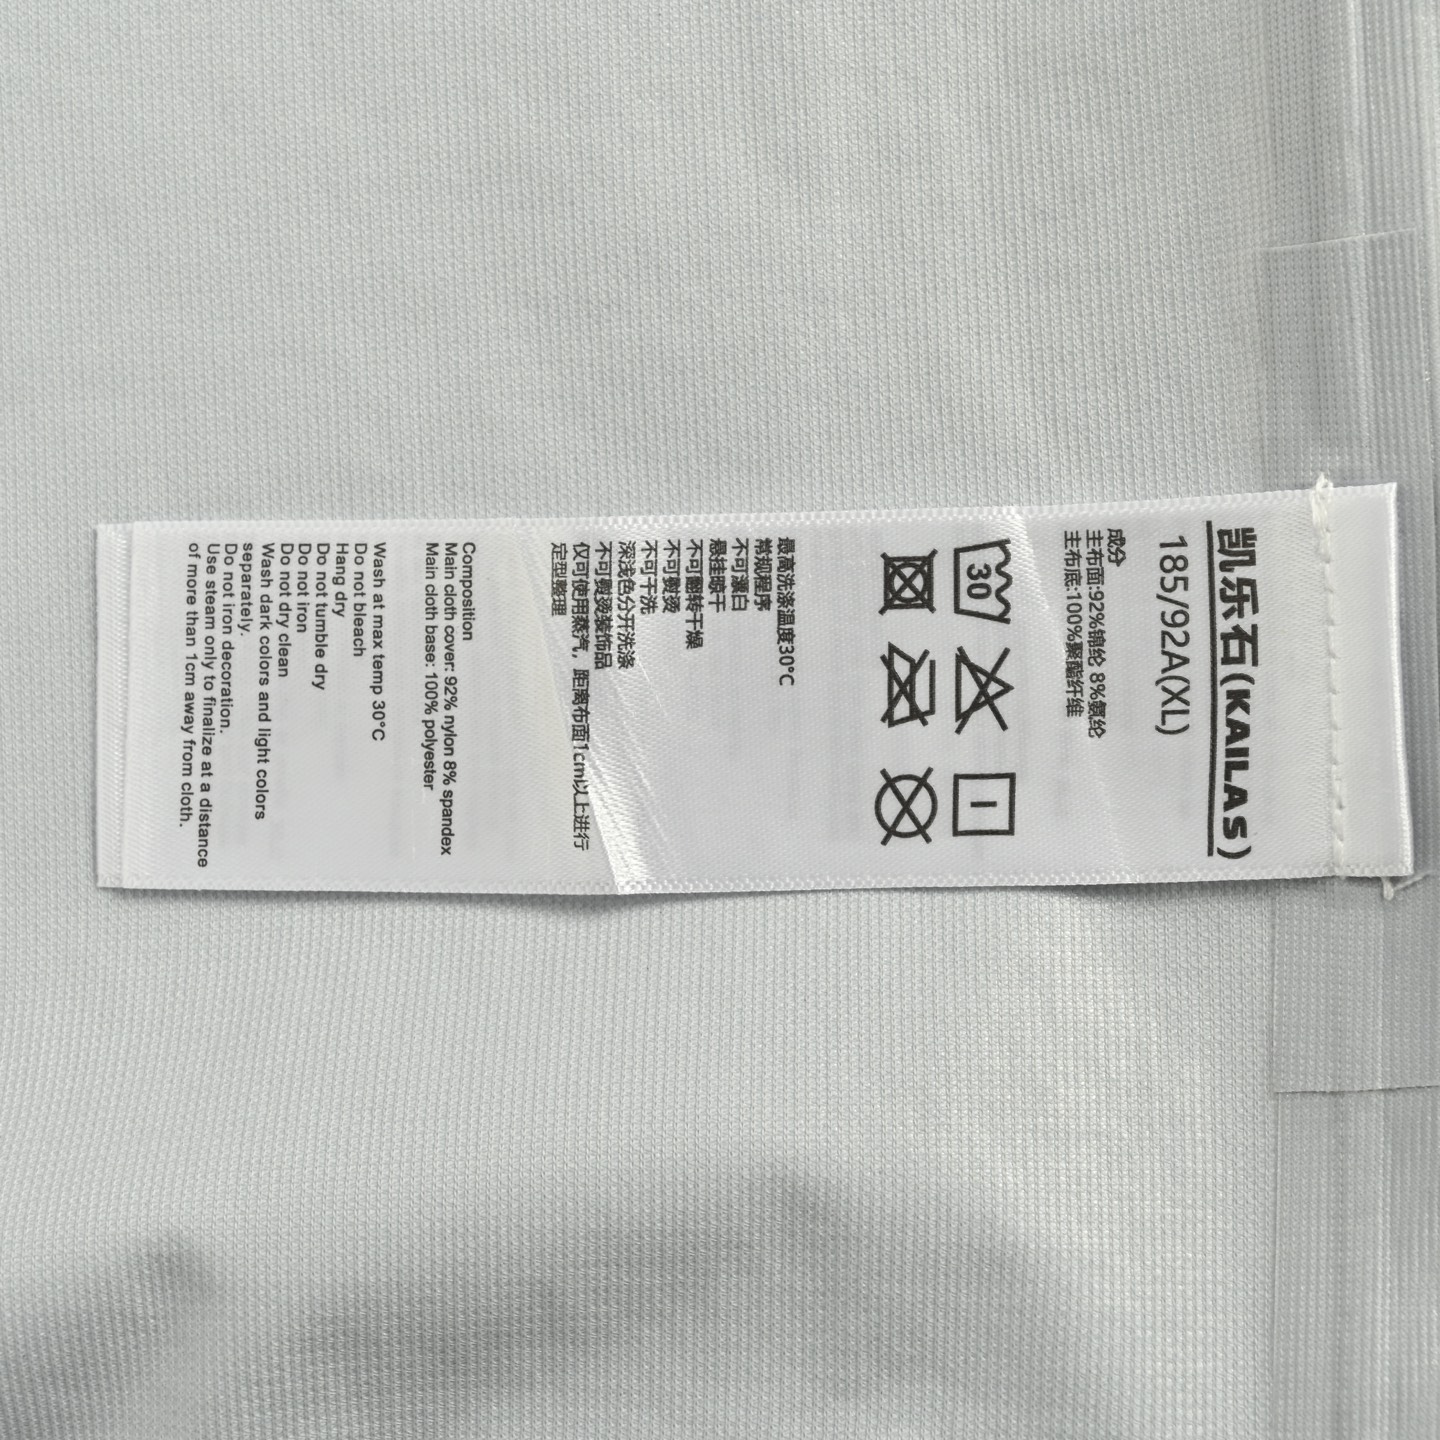 凯乐石(KAILAS)
185/92A(XL)
成分
主布面:92%锦纶 8%氨纶
主布底:100%聚酯纤维
30
最高洗涤温度30°C
常规程序
不可漂白
悬挂晾干
不可翻转干燥
不可熨烫
不可干洗
深浅色分开洗涤
不可熨烫装饰品
仅可使用蒸汽，距离布面1cm以上进行
定型整理
Composition
Main cloth cover: 92% nylon 8% spandex
Main cloth base: 100% polyester
Wash at max temp 30°C
Do not bleach
Hang dry
Do not tumble dry
Do not iron
Do not dry clean
Wash dark colors and light colors
separately.
Do not iron decoration.
Use steam only to finalize at a distance
of more than 1cm away from cloth.